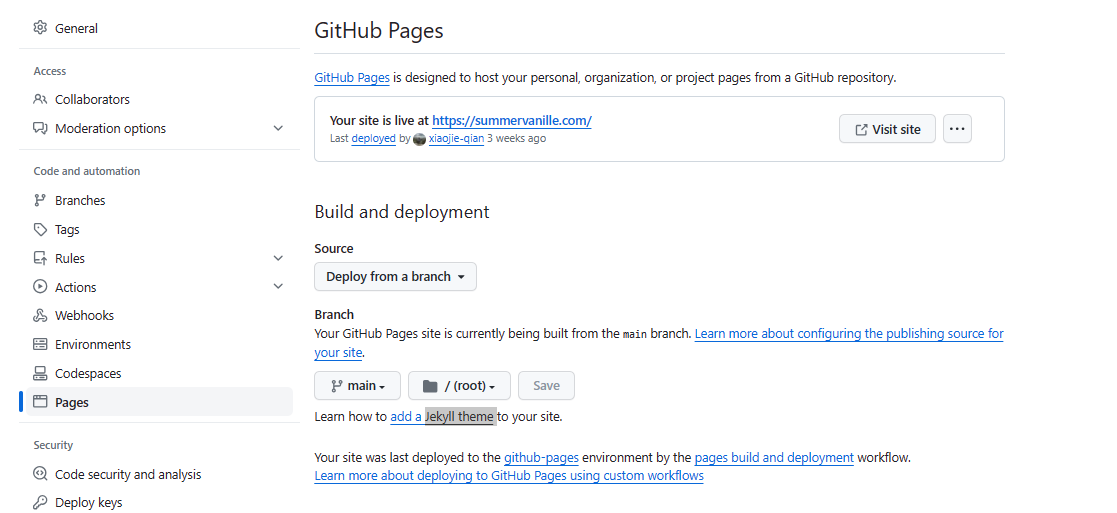 General
Access
Collaborators
Moderation options
Code and automation
Branches
Tags
Rules
Actions
Webhooks
Environments
Codespaces
Pages
Security
Code security and analysis
Deploy keys
GitHub Pages
GitHub Pages is designed to host your personal, organization, or project pages from a GitHub repository.
Your site is live at https://summervanille.com/
Last deployed by xiaojie-qian 3 weeks ago
Visit site
Build and deployment
Source
Deploy from a branch
Branch
Your GitHub Pages site is currently being built from the main branch. Learn more about configuring the publishing source for
your site.
main
/ (root)
Save
Learn how to add a Jekyll theme to your site.
Your site was last deployed to the github-pages environment by the pages build and deployment workflow.
Learn more about deploying to GitHub Pages using custom workflows